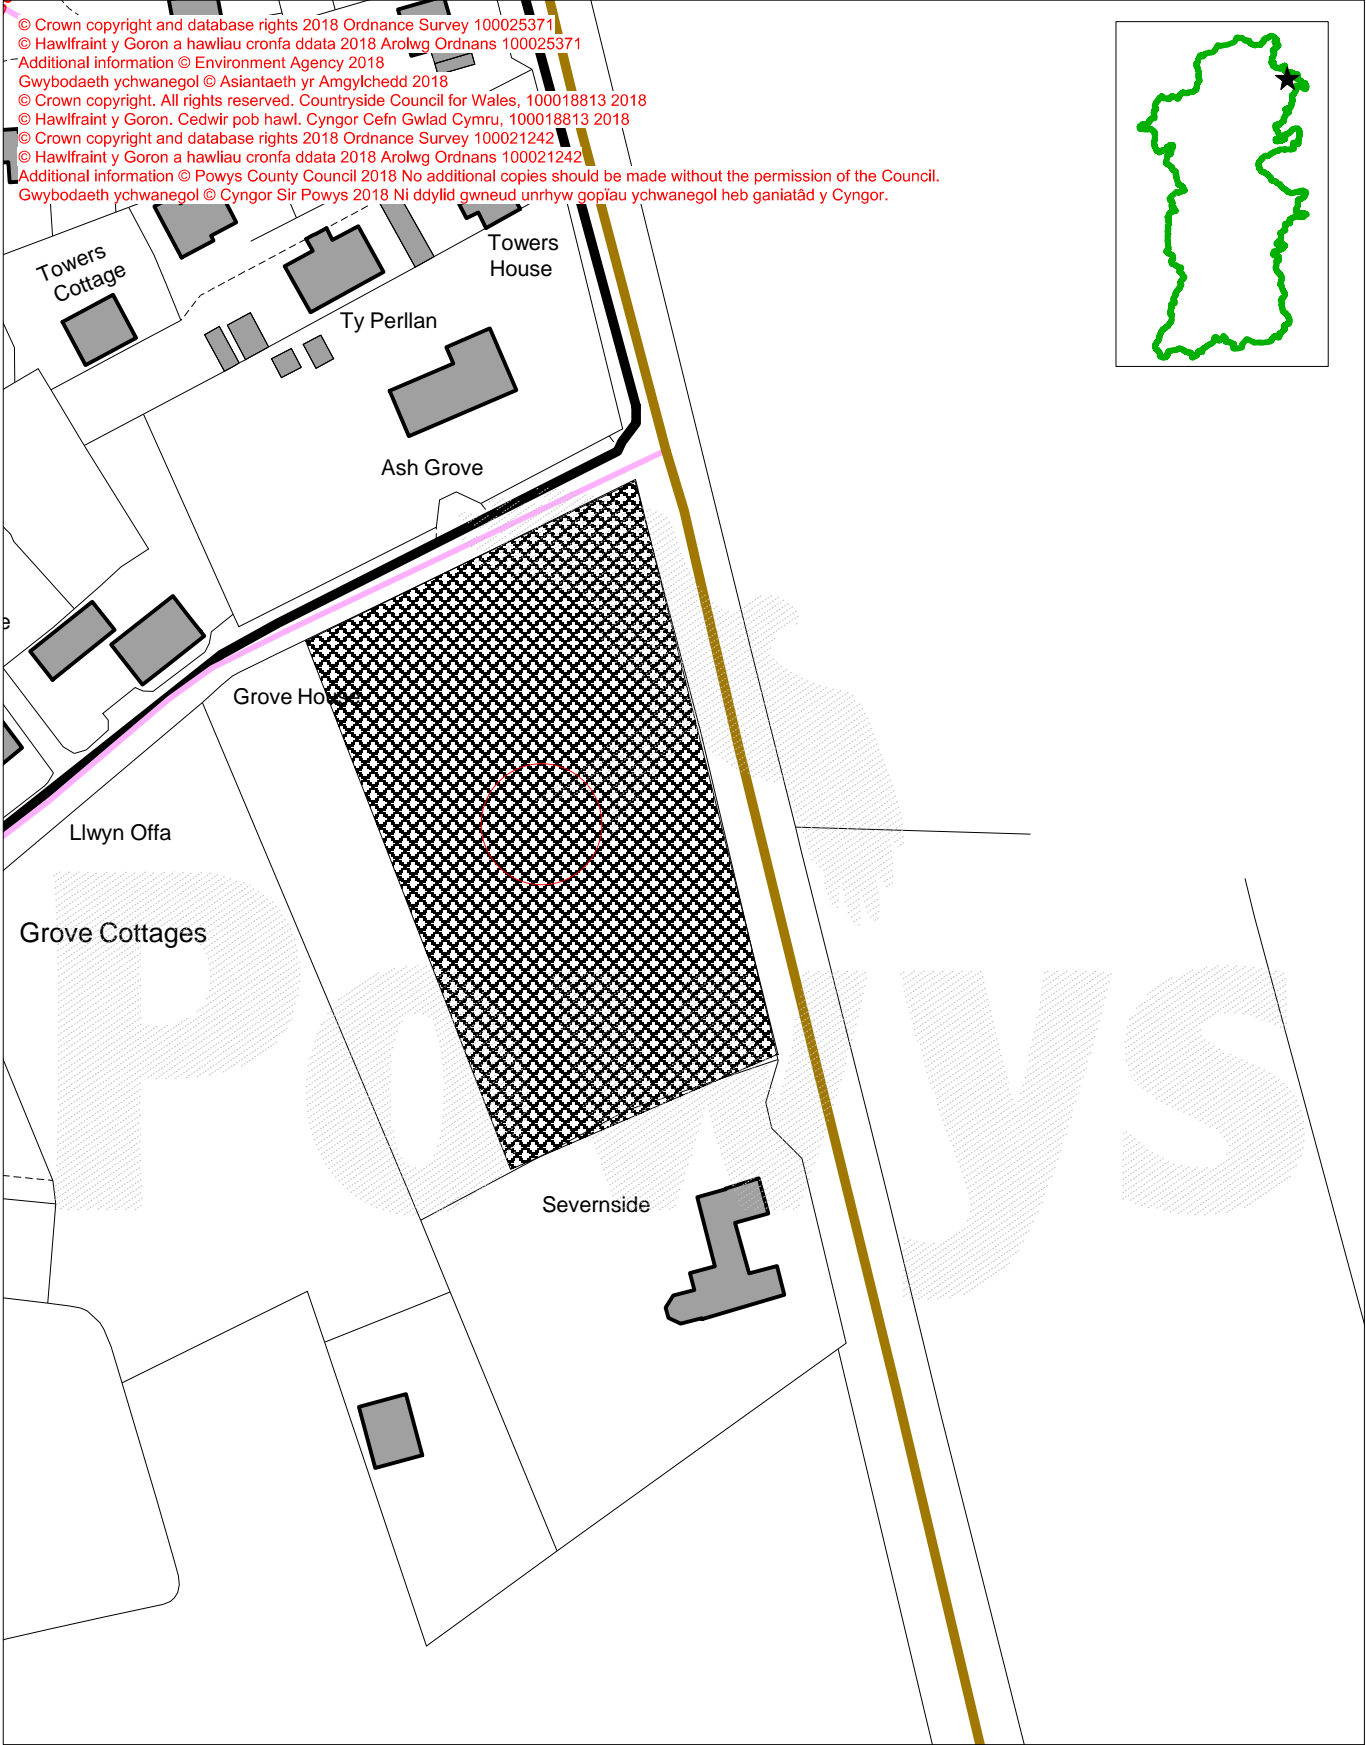 © Crown copyright and database rights 2018 Ordnance Survey 100025371
© Hawlfraint y Goron a hawliau cronfa ddata 2018 Arolwg Ordnans 100025371
Additional information © Environment Agency 2018
Gwybodaeth ychwanegol © Asiantaeth yr Amgylchedd 2018
© Crown copyright. All rights reserved. Countryside Council for Wales, 100018813 2018
© Hawlfraint y Goron. Cedwir pob hawl. Cyngor Cefn Gwlad Cymru, 100018813 2018
© Crown copyright and database rights 2018 Ordnance Survey 100021242
© Hawlfraint y Goron a hawliau cronfa ddata 2018 Arolwg Ordnans 100021242
Additional information © Powys County Council 2018 No additional copies should be made without the permission of the Council.
Gwybodaeth ychwanegol © Cyngor Sir Powys 2018 Ni ddylid gwneud unrhyw gopïau ychwanegol heb ganiatâd y Cyngor.
Towers
House
Towers
Cottage
Ty Perllan
Ash Grove
Grove House
Llwyn Offa
Grove Cottages
Powys
Severnside